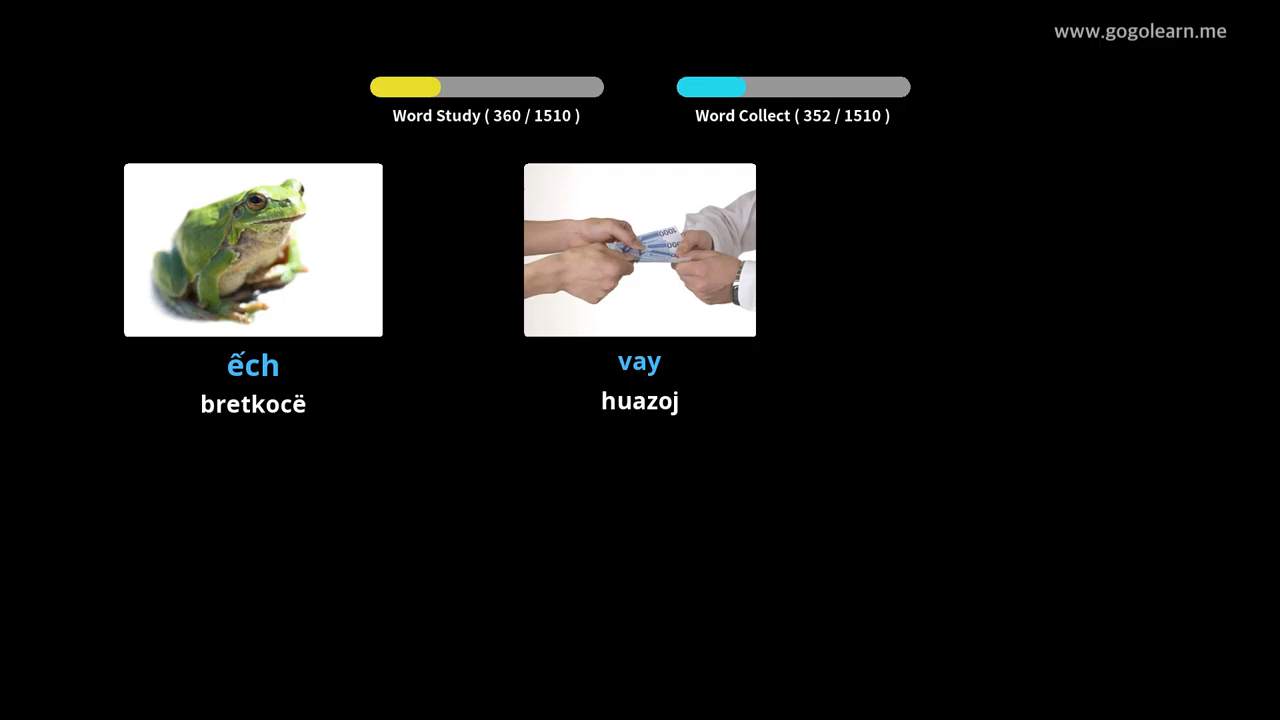 www.gogolearn.me
Word Study ( 360 / 1510 )
Word Collect ( 352 / 1510 )
ếch
bretkocë
vay
huazoj